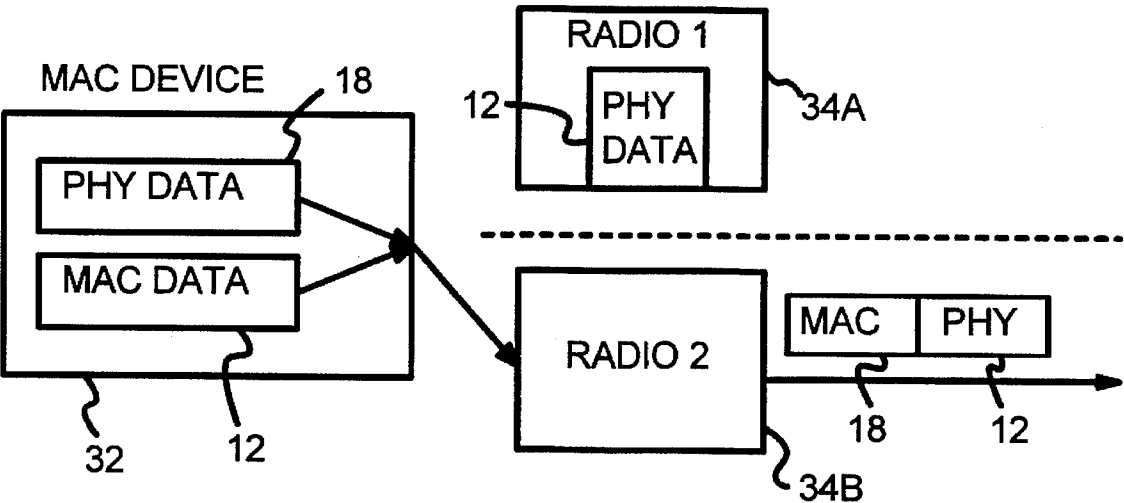 RADIO 1
MAC DEVICE
18
12
PHY
DATA
34A
PHY DATA
MAC DATA
MAC
PHY
RADIO 2
32
12
18
12
34B